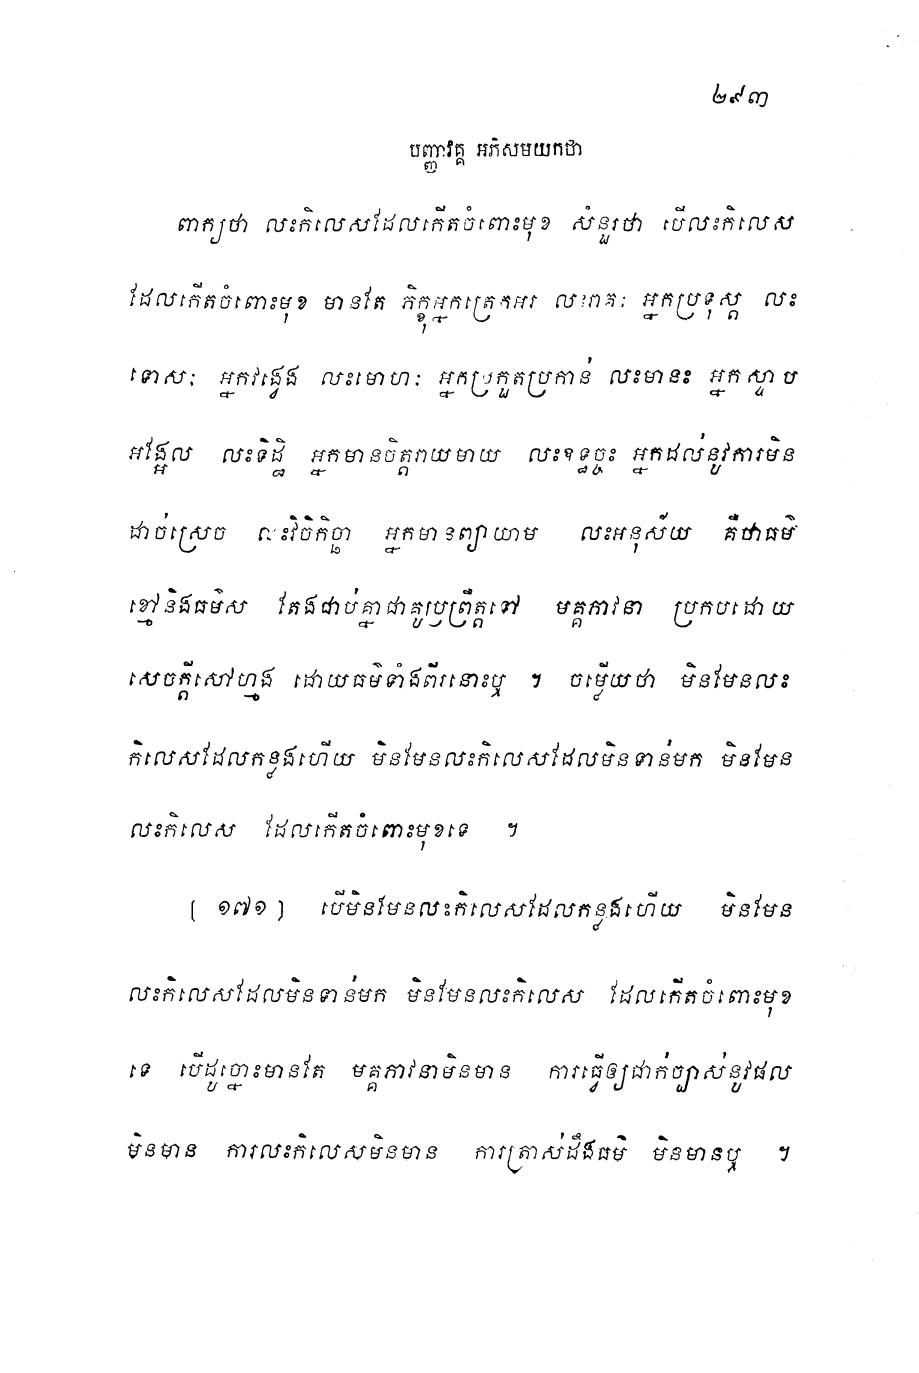 ២៩៣
បញ្ញាវគ្គ អភិសមយកថា
ពាក្យថា លះកិលេសដែលកើតចំពោះមុខ សំនួរថា បើលះកិលេស
ដែលកើតចំពោះមុខ មានតែ ភិក្ខុអ្នកត្រេកអរ លះរាគៈ អ្នកប្រទុស្ត លះ
ទោសៈ អ្នកវង្វេង លះមោហៈ អ្នកប្រកួតប្រកាន់ លះមានះ អ្នកស្ទាប
អង្អែល លះទិដ្ឋិ អ្នកមានចិត្តរាយមាយ លះឧទ្ធច្ចះ អ្នកដល់នូវការមិន
ដាច់ស្រេច លះវិចិកិច្ឆា អ្នកមានព្យាយាម លះអនុស័យ គឺថាធម៌
ខ្មៅនិងធម៌ស តែងជាប់គ្នាជាគូប្រព្រឹត្តទៅ មគ្គភាវនា ប្រកបដោយ
សេចក្តីសៅហ្មង ដោយធម៌ទាំងពីរនោះឬ ។ ចម្លើយថា មិនមែនលះ
កិលេសដែលកន្លងហើយ មិនមែនលះកិលេសដែលមិនទាន់មក មិនមែន
លះកិលេស ដែលកើតចំពោះមុខទេ ។
[ ១៧១ ] បើមិនមែនលះកិលេសដែលកន្លងហើយ មិនមែន
លះកិលេសដែលមិនទាន់មក មិនមែនលះកិលេស ដែលកើតចំពោះមុខ
ទេ បើដូច្នោះមានតែ មគ្គភាវនាមិនមាន ការធ្វើឲ្យជាក់ច្បាស់នូវផល
មិនមាន ការលះកិលេសមិនមាន ការត្រាស់ដឹងធម៌ មិនមានឬ ។